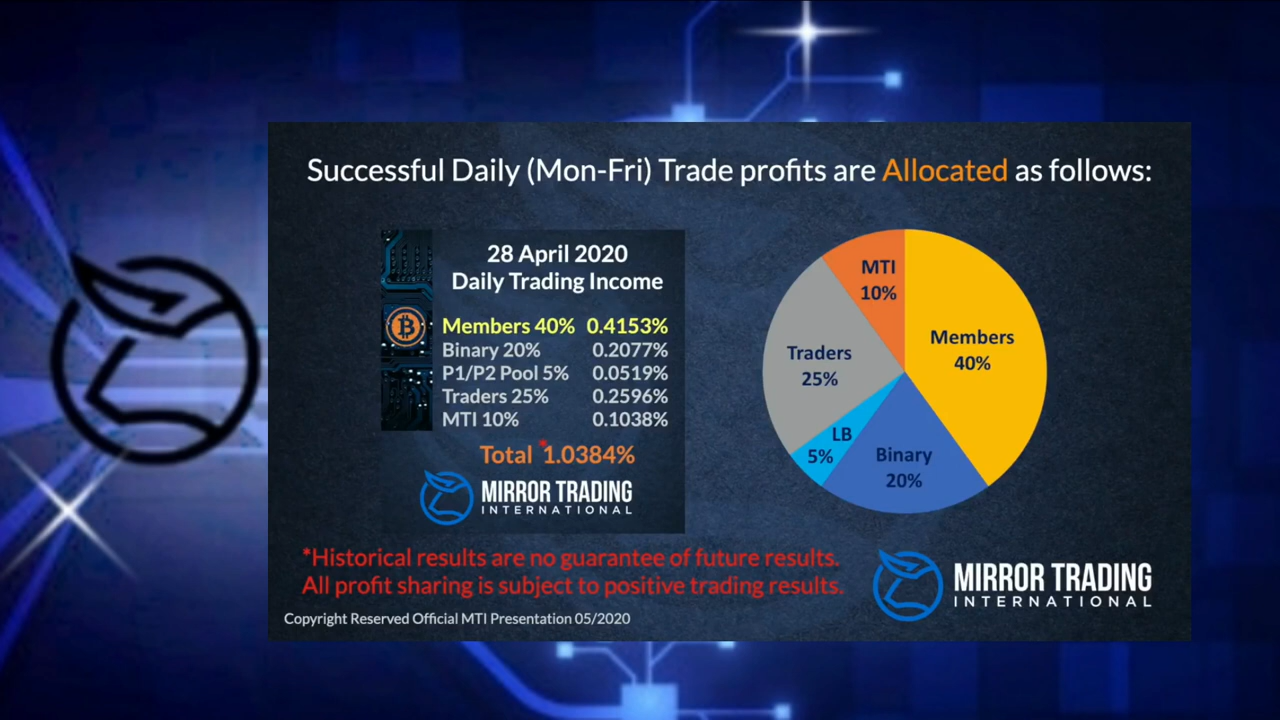 Successful Daily (Mon-Fri) Trade profits are Allocated as follows:
28 April 2020
Daily Trading Income
Members 40% 0.4153%
Binary 20% 0.2077%
P1/P2 Pool 5% 0.0519%
Traders 25% 0.2596%
MTI 10% 0.1038%
Total *1.0384%
MIRROR TRADING
INTERNATIONAL
MTI
10%
Members
40%
Traders
25%
LB
5%
Binary
20%
*Historical results are no guarantee of future results.
All profit sharing is subject to positive trading results.
Copyright Reserved Official MTI Presentation 05/2020
MIRROR TRADING
INTERNATIONAL